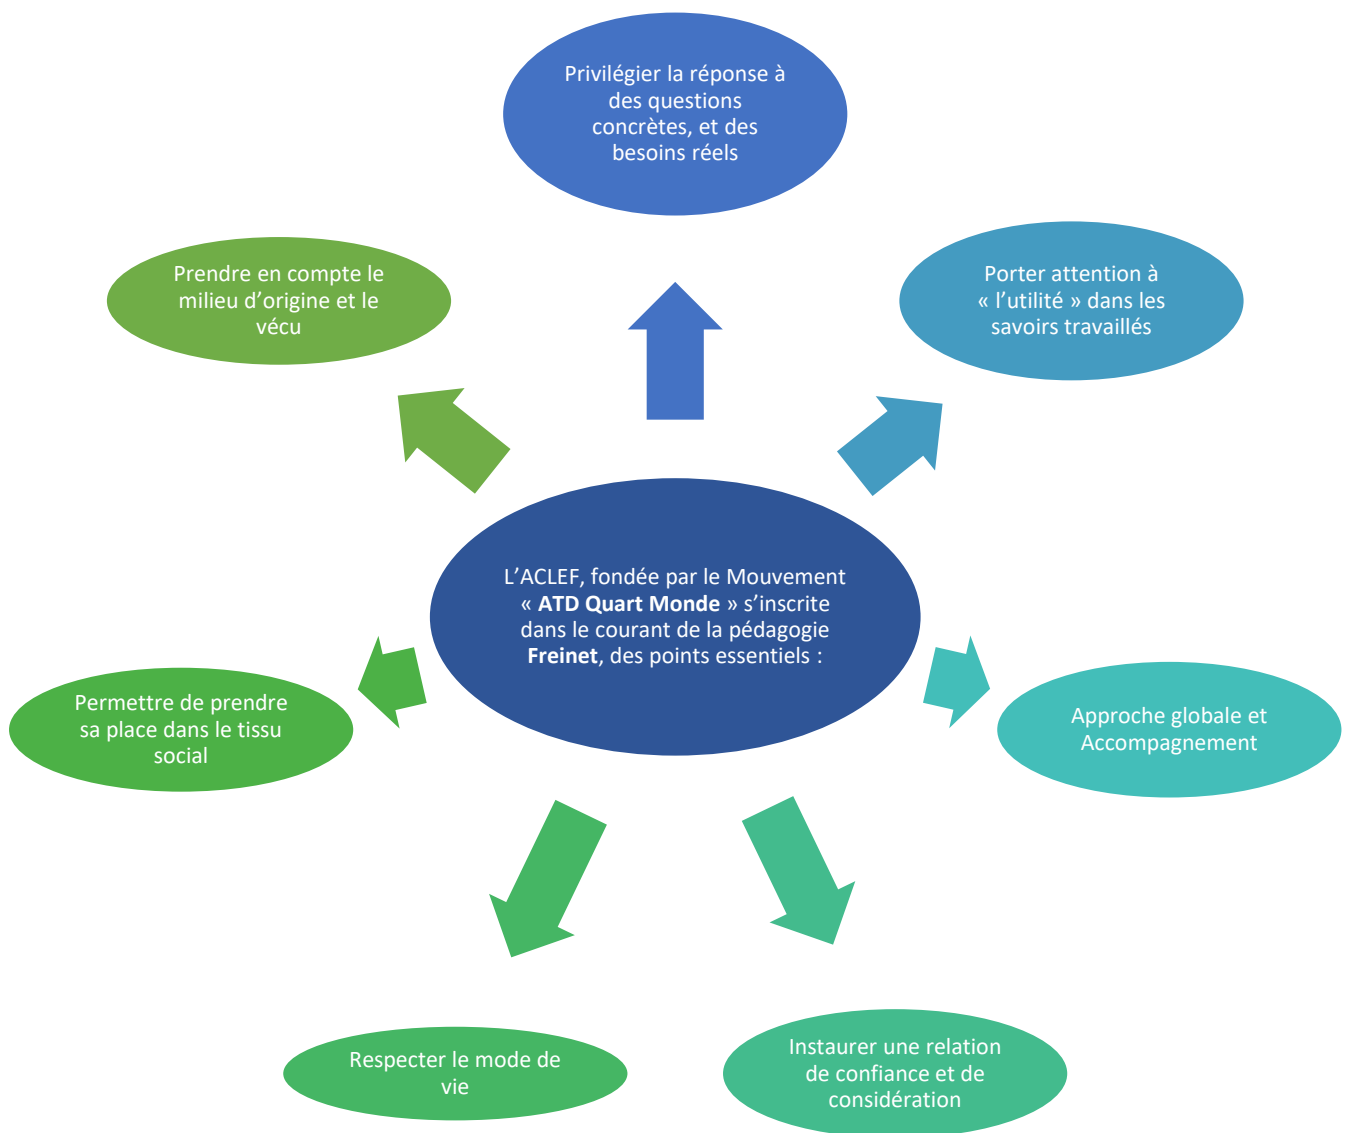 Privilégier la réponse à
des questions
concrètes, et des
besoins réels
Prendre en compte le
milieu d'origine et le
vécu
Porter attention à
« l'utilité » dans les
savoirs travaillés
L'ACLEF, fondée par le Mouvement
« ATD Quart Monde » s'inscrite
dans le courant de la pédagogie
Freinet, des points essentiels :
Permettre de prendre
sa place dans le tissu
social
Approche globale et
Accompagnement
Respecter le mode de
vie
Instaurer une relation
de confiance et de
considération